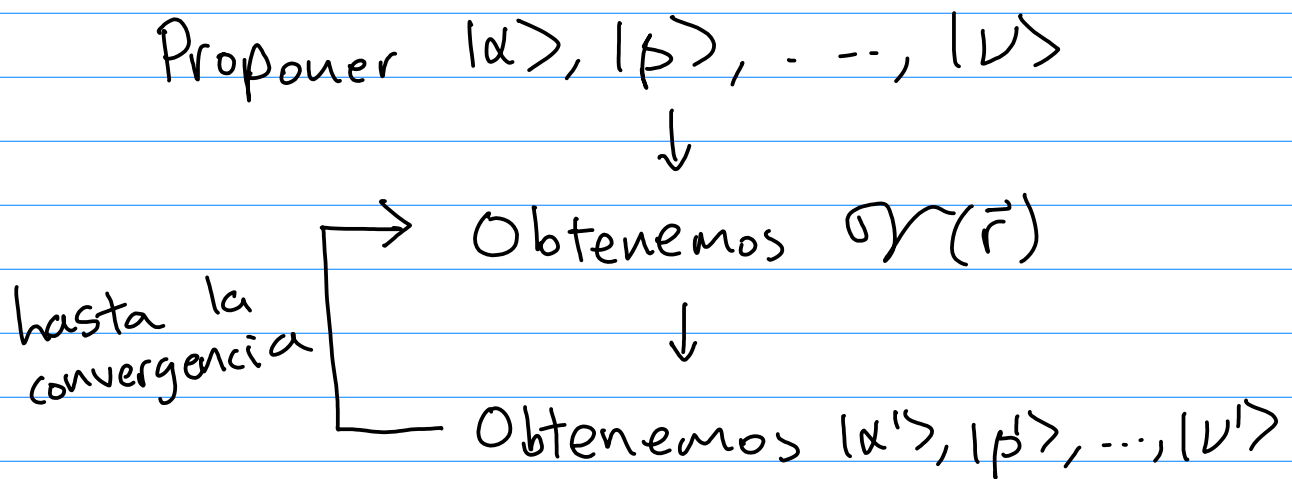 Proponer |α>, |β>, . . ., |ν>
↓
Obtenemos 𝒱(r⃗)
hasta la
convergencia
↓
Obtenemos |α'>, |β'>, ..., |ν'>